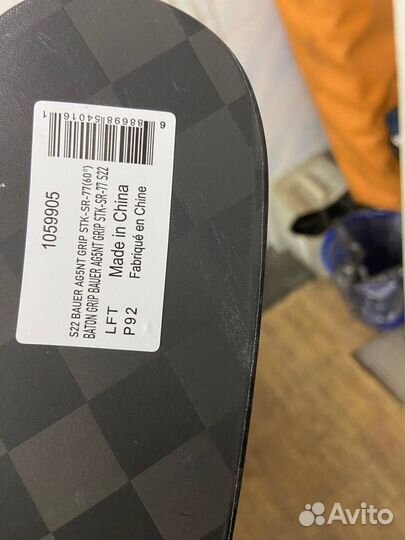 6 88698 54016 1
1059905
S22 BAUER AG5NT GRIP STK-SR-77(60")
BATON GRIP BAUER AG5NT GRIP STK-SR-77 S22
LFT Made in China
P92 Fabriqué en Chine
Avito